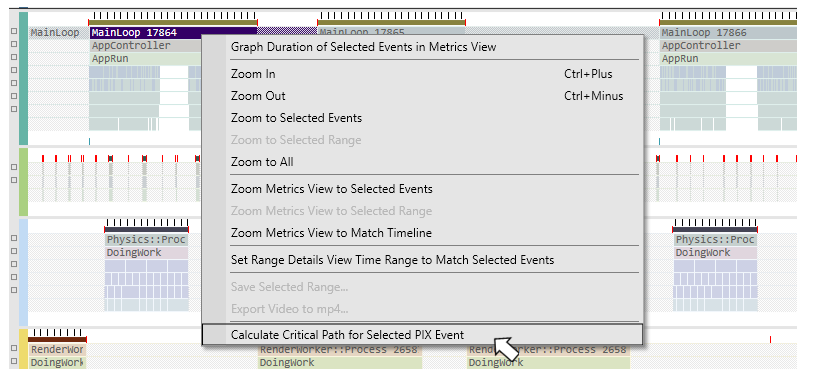 MainLoop MainLoop 17864 MainLoop 17865 MainLoop 17866
AppController AppController
AppRun AppRun
Graph Duration of Selected Events in Metrics View
Zoom In Ctrl+Plus
Zoom Out Ctrl+Minus
Zoom to Selected Events
Zoom to Selected Range
Zoom to All
Zoom Metrics View to Selected Events
Zoom Metrics View to Selected Range
Zoom Metrics View to Match Timeline
Physics::Proc Physics::Proc
DoingWork DoingWork
Set Range Details View Time Range to Match Selected Events
Save Selected Range...
Export Video to mp4...
Calculate Critical Path for Selected PIX Event
RenderWor RenderWorker::Process 2658 RenderWorker::Process 2658
DoingWork DoingWork DoingWork